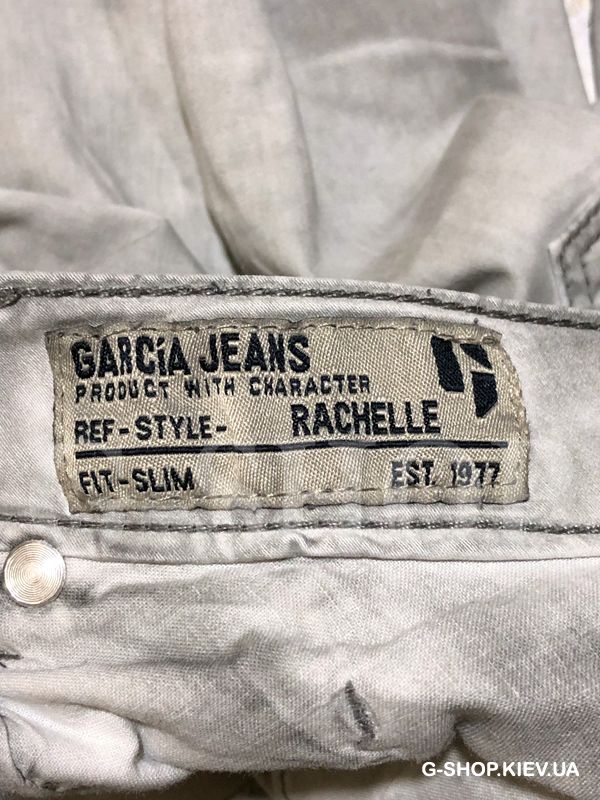 GARCíA JEANS
PRODUCT WITH CHARACTER
REF-STYLE- RACHELLE
FIT-SLIM EST. 1977
G-SHOP.KIEV.UA